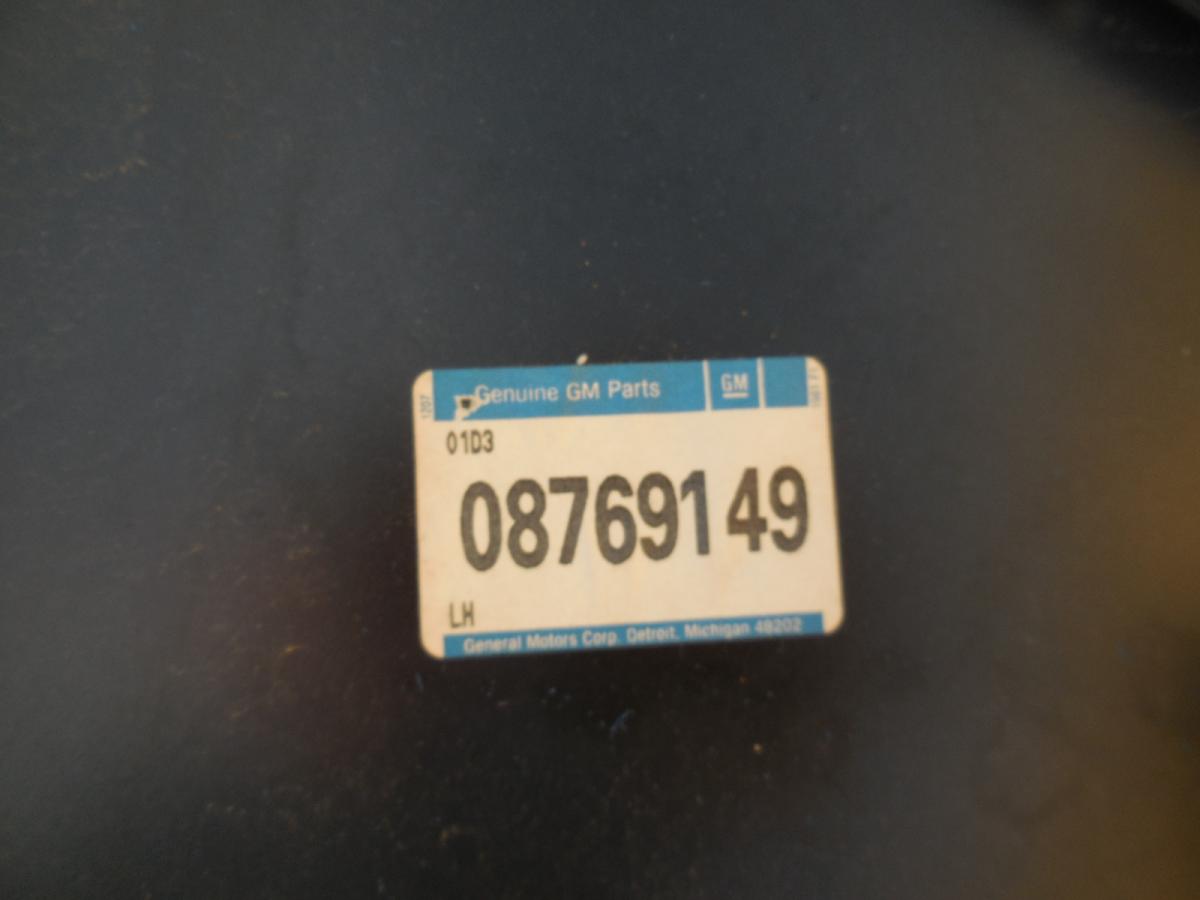 Genuine GM Parts GM
01D3
08769149
LH
General Motors Corp. Detroit, Michigan 48202